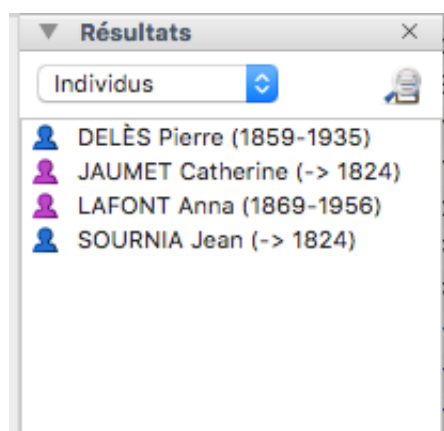 Résultats
Individus
DELÈS Pierre (1859-1935)
JAUMET Catherine (-> 1824)
LAFONT Anna (1869-1956)
SOURNIA Jean (-> 1824)